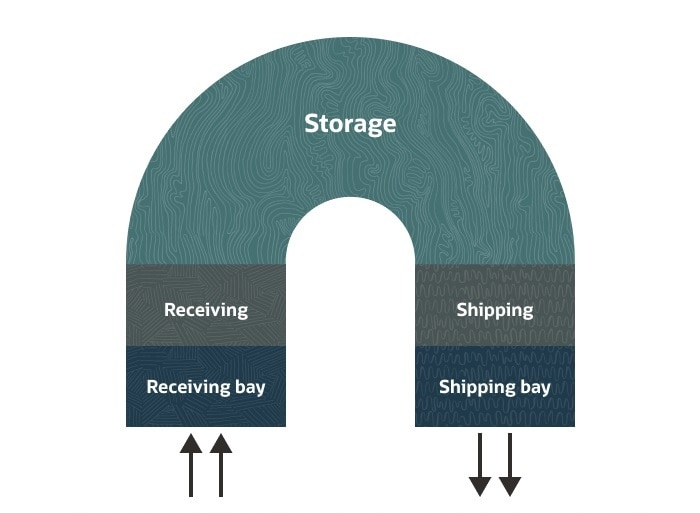 Storage
Receiving
Shipping
Receiving bay
Shipping bay